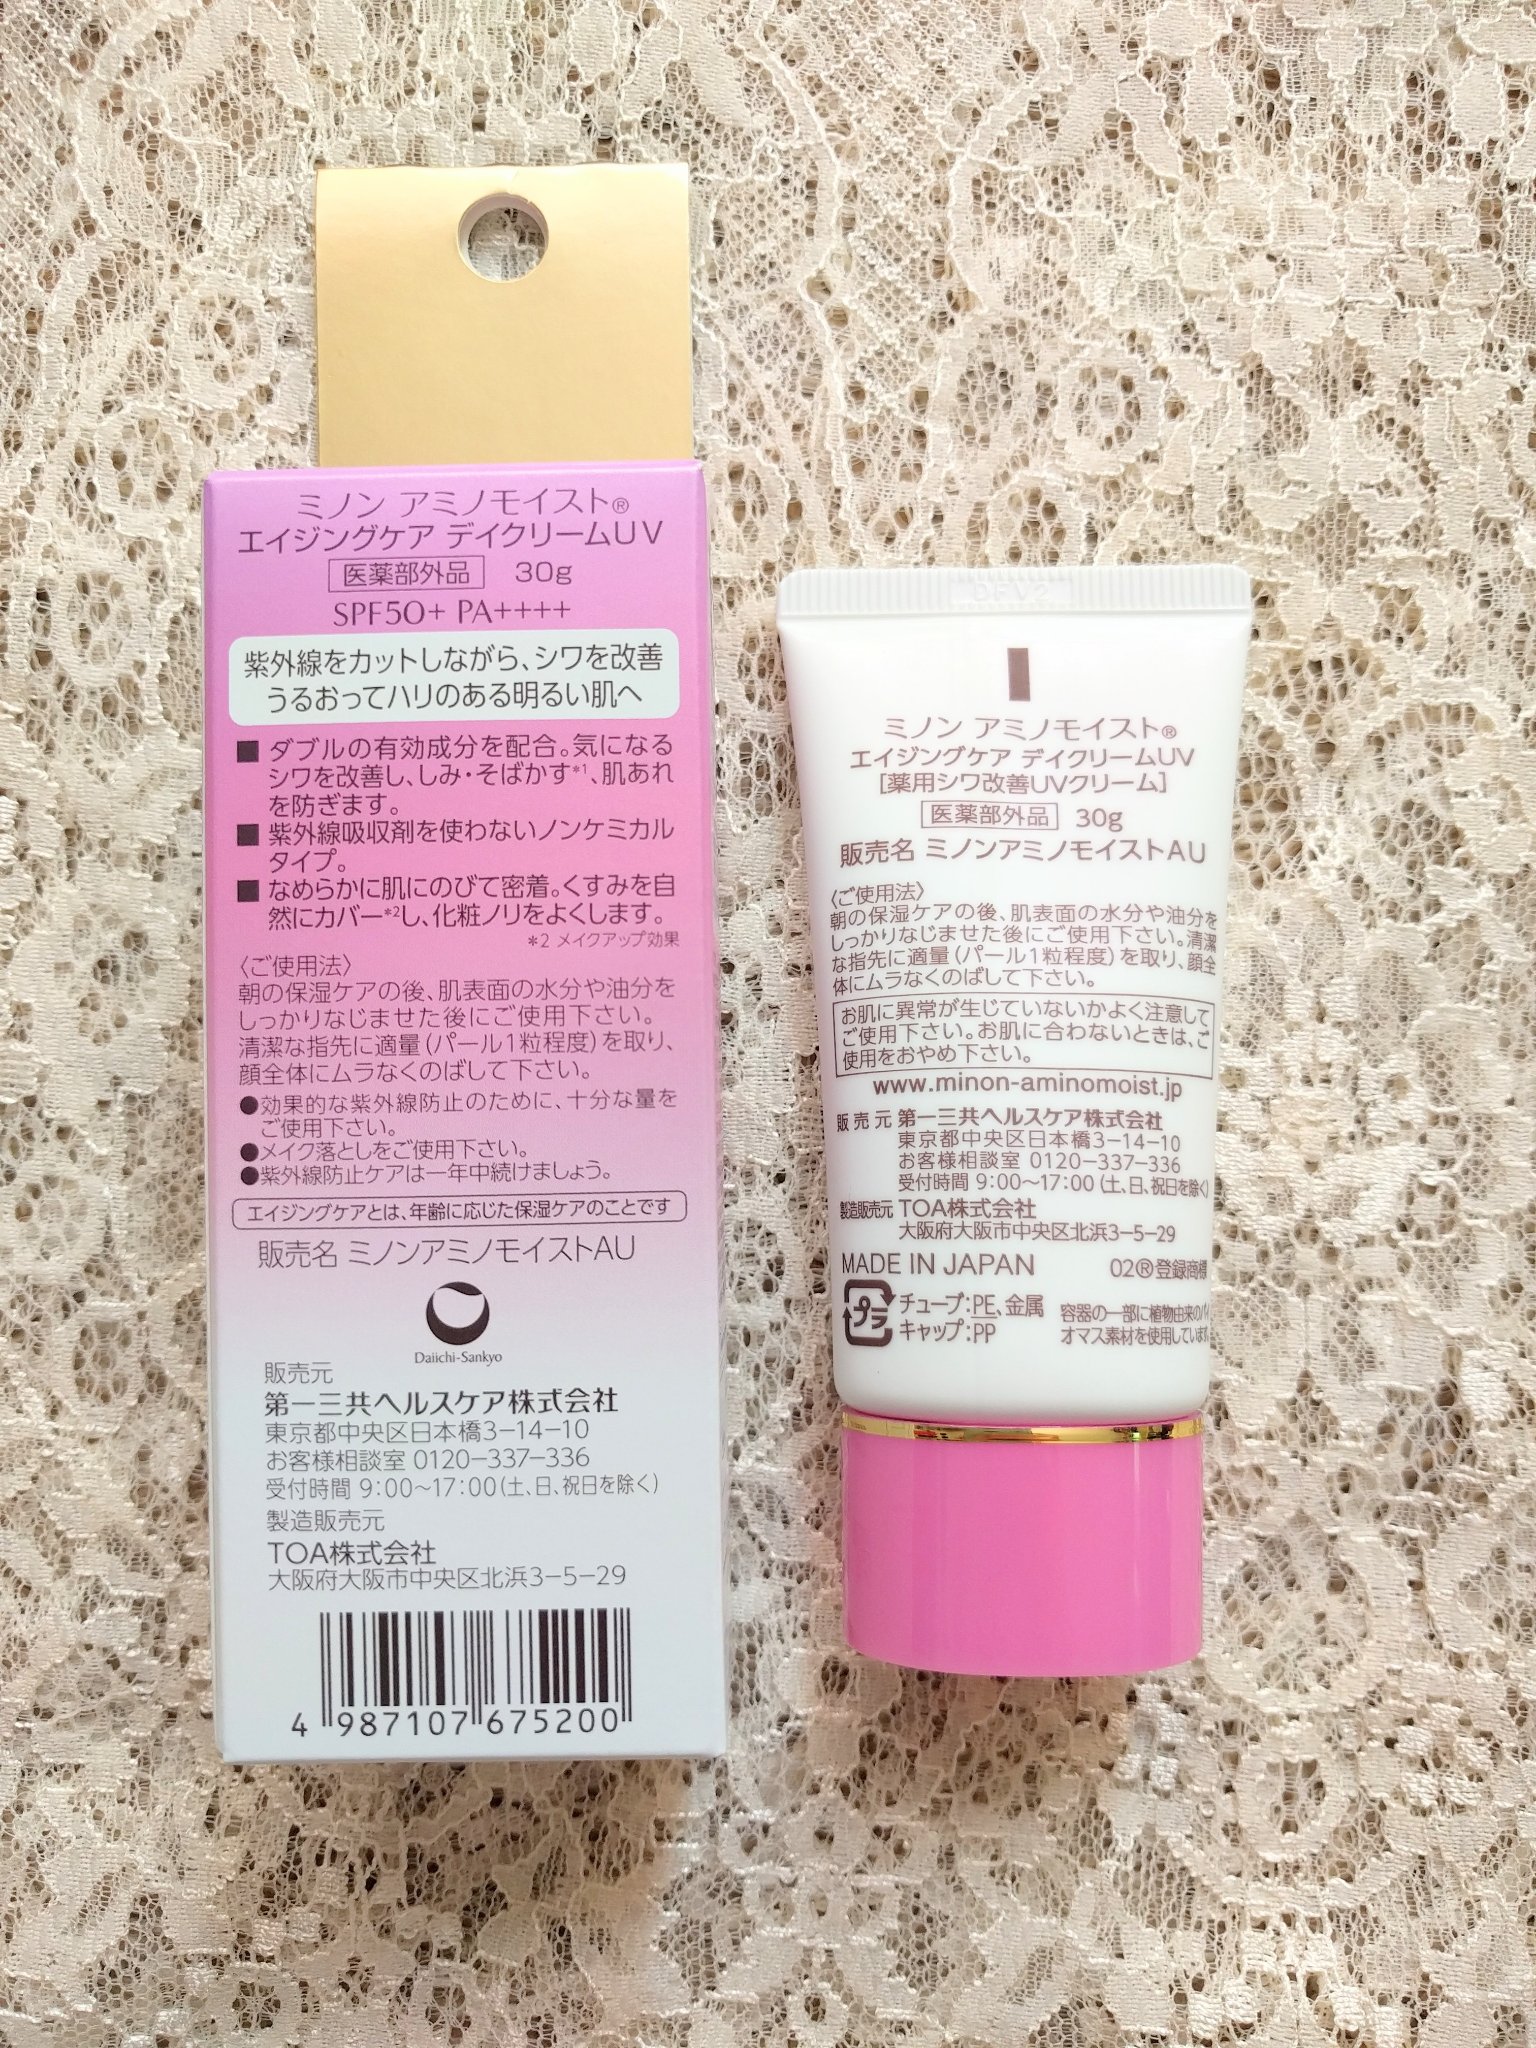 ミノン アミノモイスト®
エイジングケア デイクリームUV
医薬部外品 30g
SPF50+ PA++++
紫外線をカットしながら、シワを改善
うるおってハリのある明るい肌へ
■ ダブルの有効成分を配合。気になる
シワを改善し、しみ・そばかす*1、肌あれ
を防ぎます。
■ 紫外線吸収剤を使わないノンケミカル
タイプ。
■ なめらかに肌にのびて密着。くすみを自
然にカバー*2し、化粧ノリをよくします。
*2 メイクアップ効果
〈ご使用法〉
朝の保湿ケアの後、肌表面の水分や油分を
しっかりなじませた後にご使用下さい。
清潔な指先に適量(パール1粒程度)を取り、
顔全体にムラなくのばして下さい。
●効果的な紫外線防止のために、十分な量を
ご使用下さい。
●メイク落としをご使用下さい。
●紫外線防止ケアは一年中続けましょう。
エイジングケアとは、年齢に応じた保湿ケアのことです
販売名 ミノンアミノモイストAU
Daiichi-Sankyo
販売元
第一三共ヘルスケア株式会社
東京都中央区日本橋3-14-10
お客様相談室 0120-337-336
受付時間 9:00~17:00(土、日、祝日を除く)
製造販売元
TOA株式会社
大阪府大阪市中央区北浜3-5-29
4 987107 675200
DFV2
ミノン アミノモイスト®
エイジングケア デイクリームUV
[薬用シワ改善UVクリーム]
医薬部外品 30g
販売名 ミノンアミノモイストAU
〈ご使用法〉
朝の保湿ケアの後、肌表面の水分や油分を
しっかりなじませた後にご使用下さい。清潔
な指先に適量(パール1粒程度)を取り、顔全
体にムラなくのばして下さい。
お肌に異常が生じていないかよく注意して
ご使用下さい。お肌に合わないときは、ご
使用をおやめ下さい。
www.minon-aminomoist.jp
販売元 第一三共ヘルスケア株式会社
東京都中央区日本橋3-14-10
お客様相談室 0120-337-336
受付時間 9:00~17:00(土、日、祝日を除く)
製造販売元 TOA株式会社
大阪府大阪市中央区北浜3-5-29
MADE IN JAPAN 02®登録商標
プラ チューブ:PE、金属
キャップ:PP
容器の一部に植物由来のバイ
オマス素材を使用しています。